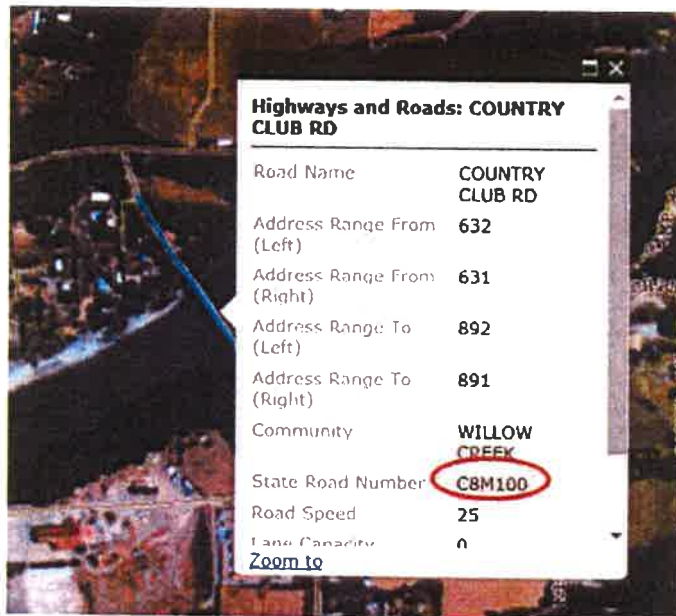 Highways and Roads: COUNTRY
CLUB RD
Road Name COUNTRY
CLUB RD
Address Range From 632
(Left)
Address Range From 631
(Right)
Address Range To 892
(Left)
Address Range To 891
(Right)
Community WILLOW
CREEK
State Road Number C8M100
Road Speed 25
Lane Capacity 0
Zoom to